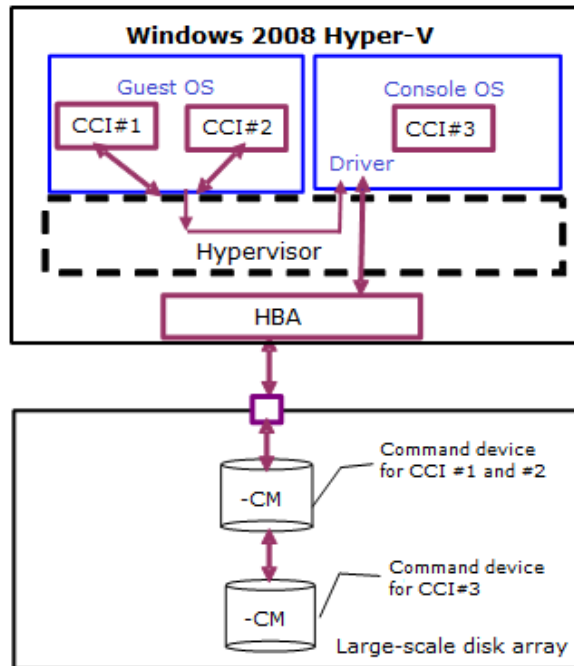 Windows 2008 Hyper-V
Guest OS
Console OS
CCI#1
CCI#2
CCI#3
Driver
Hypervisor
HBA
Command device
for CCI #1 and #2
-CM
Command device
for CCI#3
-CM
Large-scale disk array